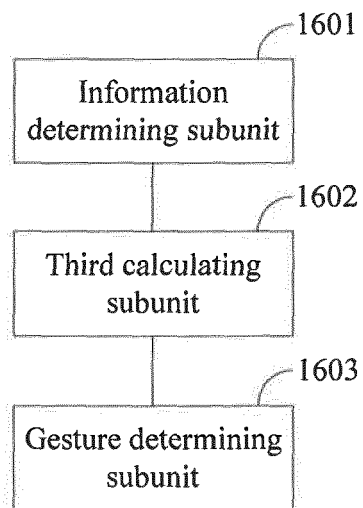 1601
Information
determining subunit
1602
Third calculating
subunit
1603
Gesture determining
subunit